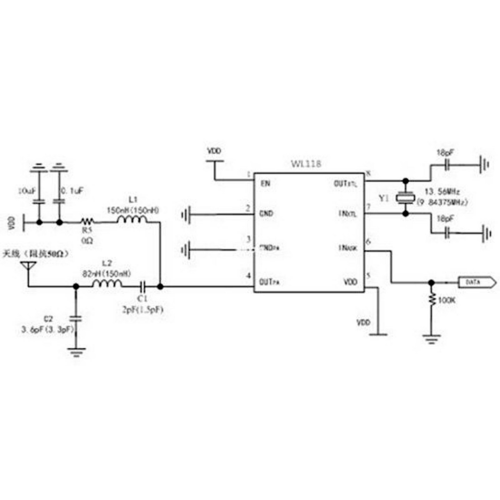 WL118
VDD
1
EN
2
GND
3
GNDRA
4
OUTRA
8
OUTXTL
7
INXTL
6
INASK
5
VDD
VDD
18pF
Y1
13.56MHz
(9.84375MHz)
18pF
DATA
100K
10uF
0.1uF
VDD
R5
0Ω
L1
150nH(150nH)
天线（阻抗50Ω）
L2
82nH(150nH)
C1
2pF(1.5pF)
C2
3.6pF(3.3pF)